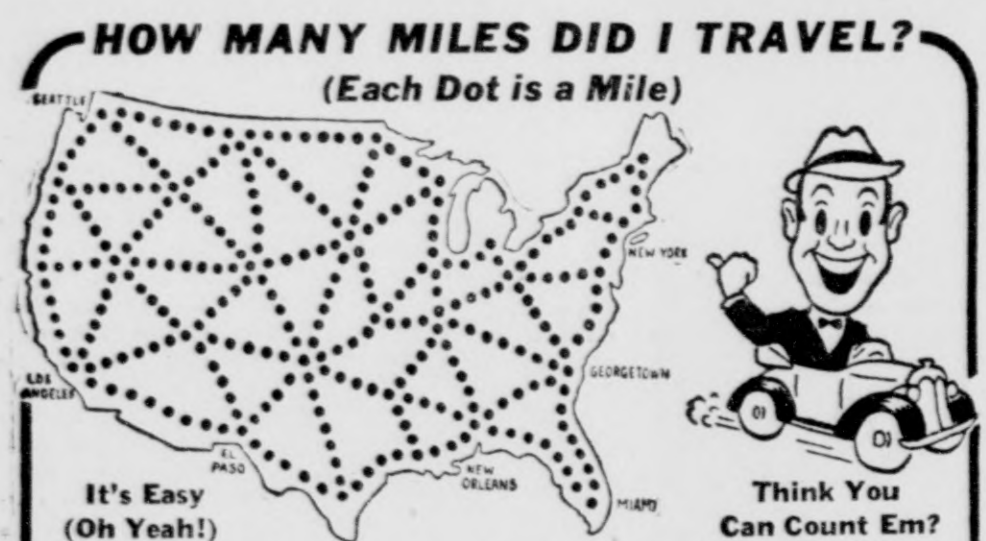 HOW MANY MILES DID I TRAVEL?
(Each Dot is a Mile)
SEATTLE
NEW YORK
GEORGETOWN
LOS
ANGELES
EL
PASO
NEW
ORLEANS
MIAMI
It's Easy
(Oh Yeah!)
Think You
Can Count Em?